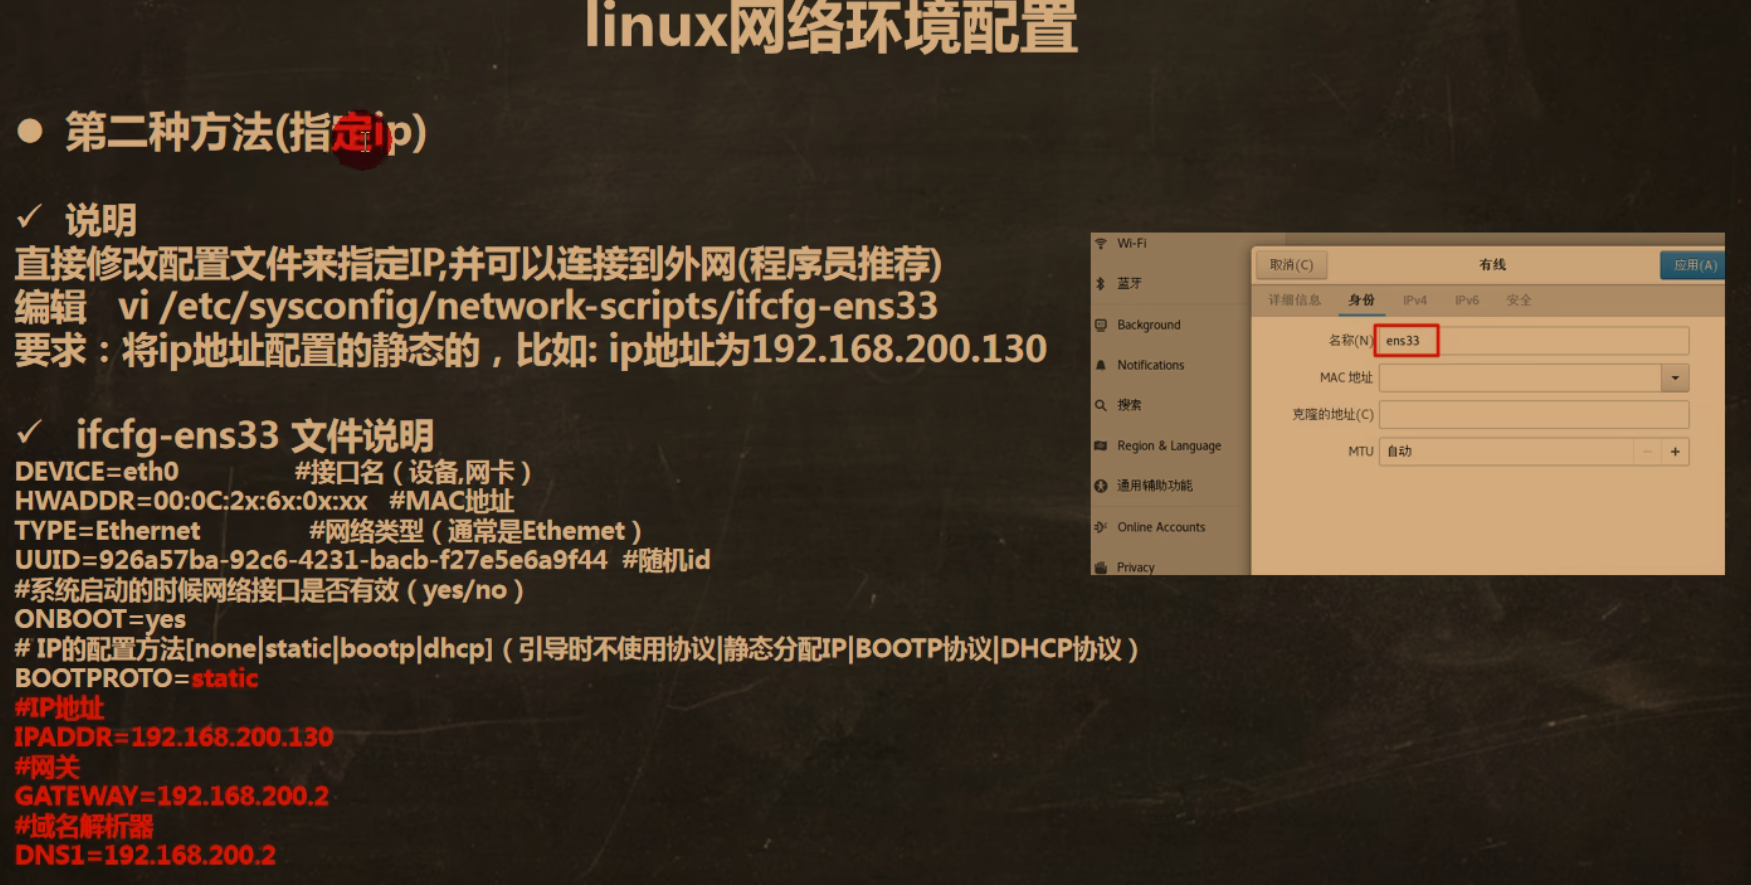 linux网络环境配置
第二种方法(指定ip)
说明
直接修改配置文件来指定IP,并可以连接到外网(程序员推荐)
编辑 vi /etc/sysconfig/network-scripts/ifcfg-ens33
要求：将ip地址配置的静态的，比如: ip地址为192.168.200.130
ifcfg-ens33 文件说明
DEVICE=eth0 #接口名（设备,网卡）
HWADDR=00:0C:2x:6x:0x:xx #MAC地址
TYPE=Ethernet #网络类型（通常是Ethemet）
UUID=926a57ba-92c6-4231-bacb-f27e5e6a9f44 #随机id
#系统启动的时候网络接口是否有效（yes/no）
ONBOOT=yes
# IP的配置方法[none|static|bootp|dhcp]（引导时不使用协议|静态分配IP|BOOTP协议|DHCP协议）
BOOTPROTO=static
#IP地址
IPADDR=192.168.200.130
#网关
GATEWAY=192.168.200.2
#域名解析器
DNS1=192.168.200.2
Wi-Fi
蓝牙
Background
Notifications
搜索
Region & Language
通用辅助功能
Online Accounts
Privacy
取消(C) 有线 应用(A)
详细信息 身份 IPv4 IPv6 安全
名称(N) ens33
MAC 地址
克隆的地址(C)
MTU 自动 − +